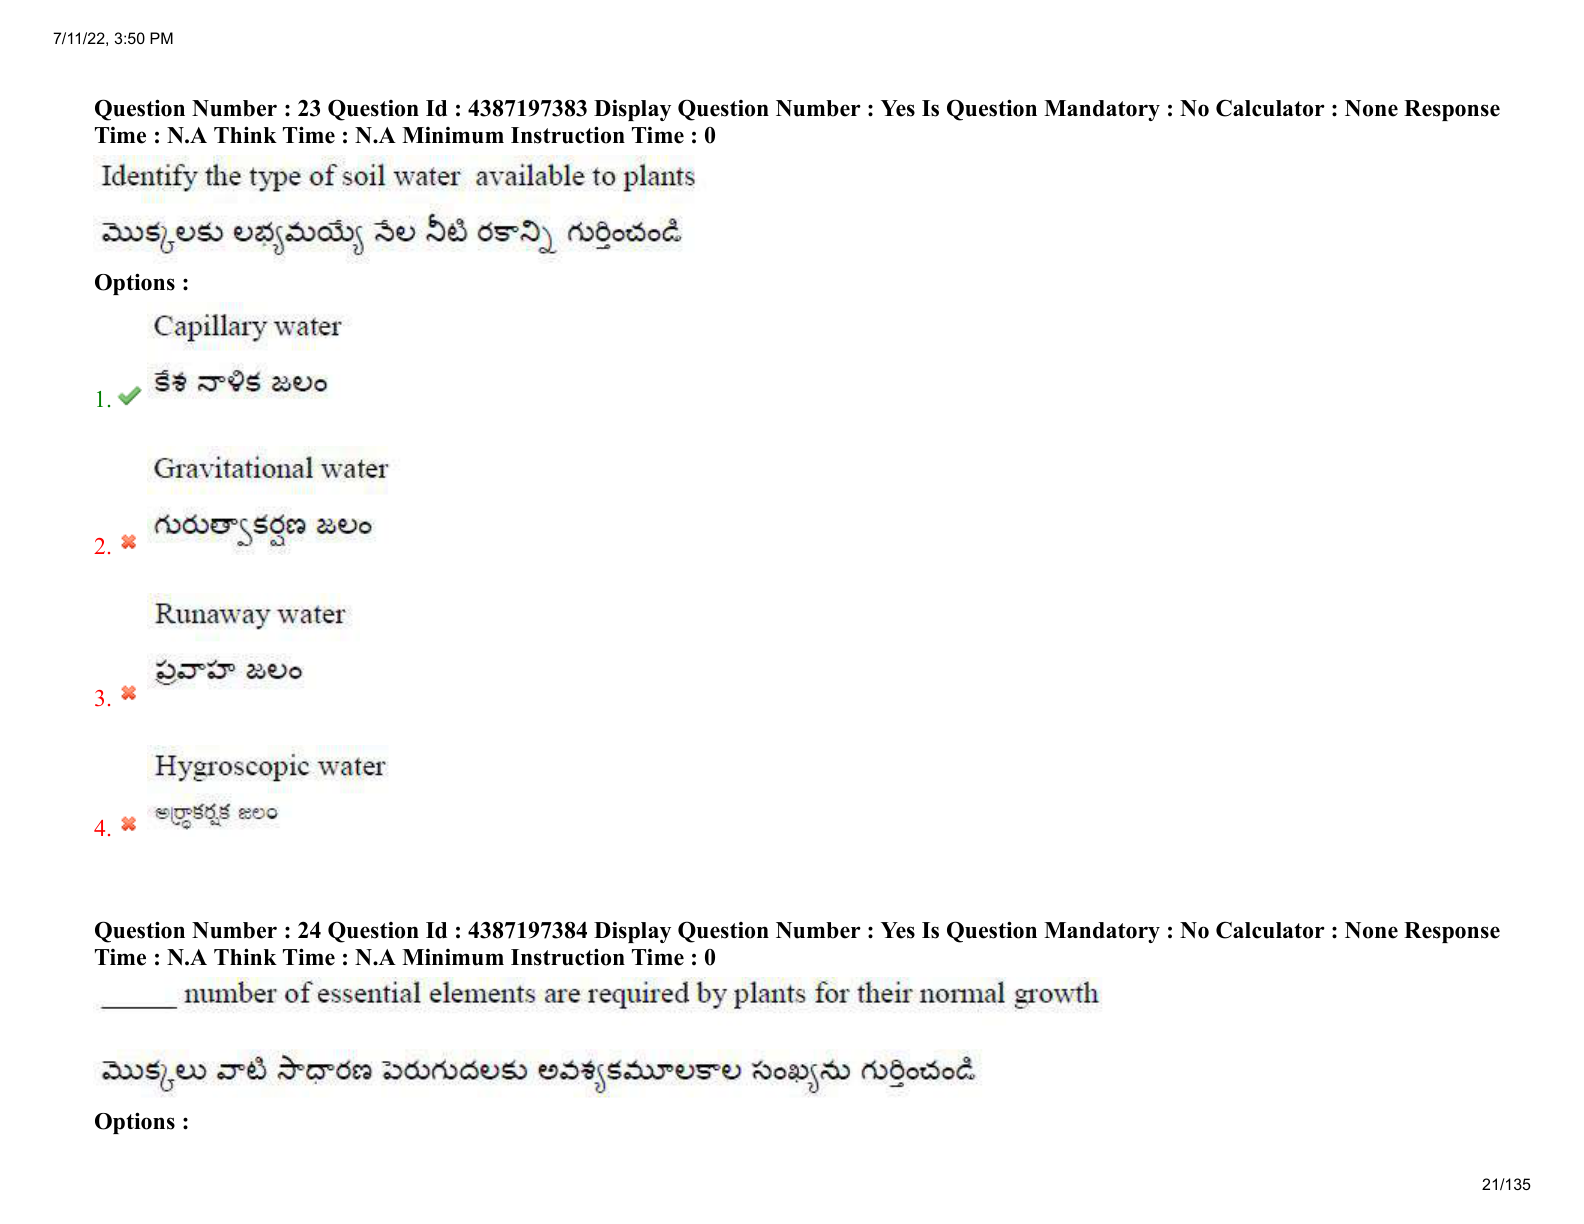 7/11/22, 3:50 PM
Question Number : 23 Question Id : 4387197383 Display Question Number : Yes Is Question Mandatory : No Calculator : None Response
Time : N.A Think Time : N.A Minimum Instruction Time : 0
Identify the type of soil water available to plants
మొక్కలకు లభ్యమయ్యే నేల నీటి రకాన్ని గుర్తించండి
Options :
Capillary water
కేశ నాళిక జలం
1.
Gravitational water
గురుత్వాకర్షణ జలం
2.
Runaway water
ప్రవాహ జలం
3.
Hygroscopic water
జలం
4.
Question Number : 24 Question Id : 4387197384 Display Question Number : Yes Is Question Mandatory : No Calculator : None Response
Time : N.A Think Time : N.A Minimum Instruction Time : 0
_____ number of essential elements are required by plants for their normal growth
మొక్కలు వాటి సాధారణ పెరుగుదలకు అవశ్యకమూలకాల సంఖ్యను గుర్తించండి
Options :
21/135